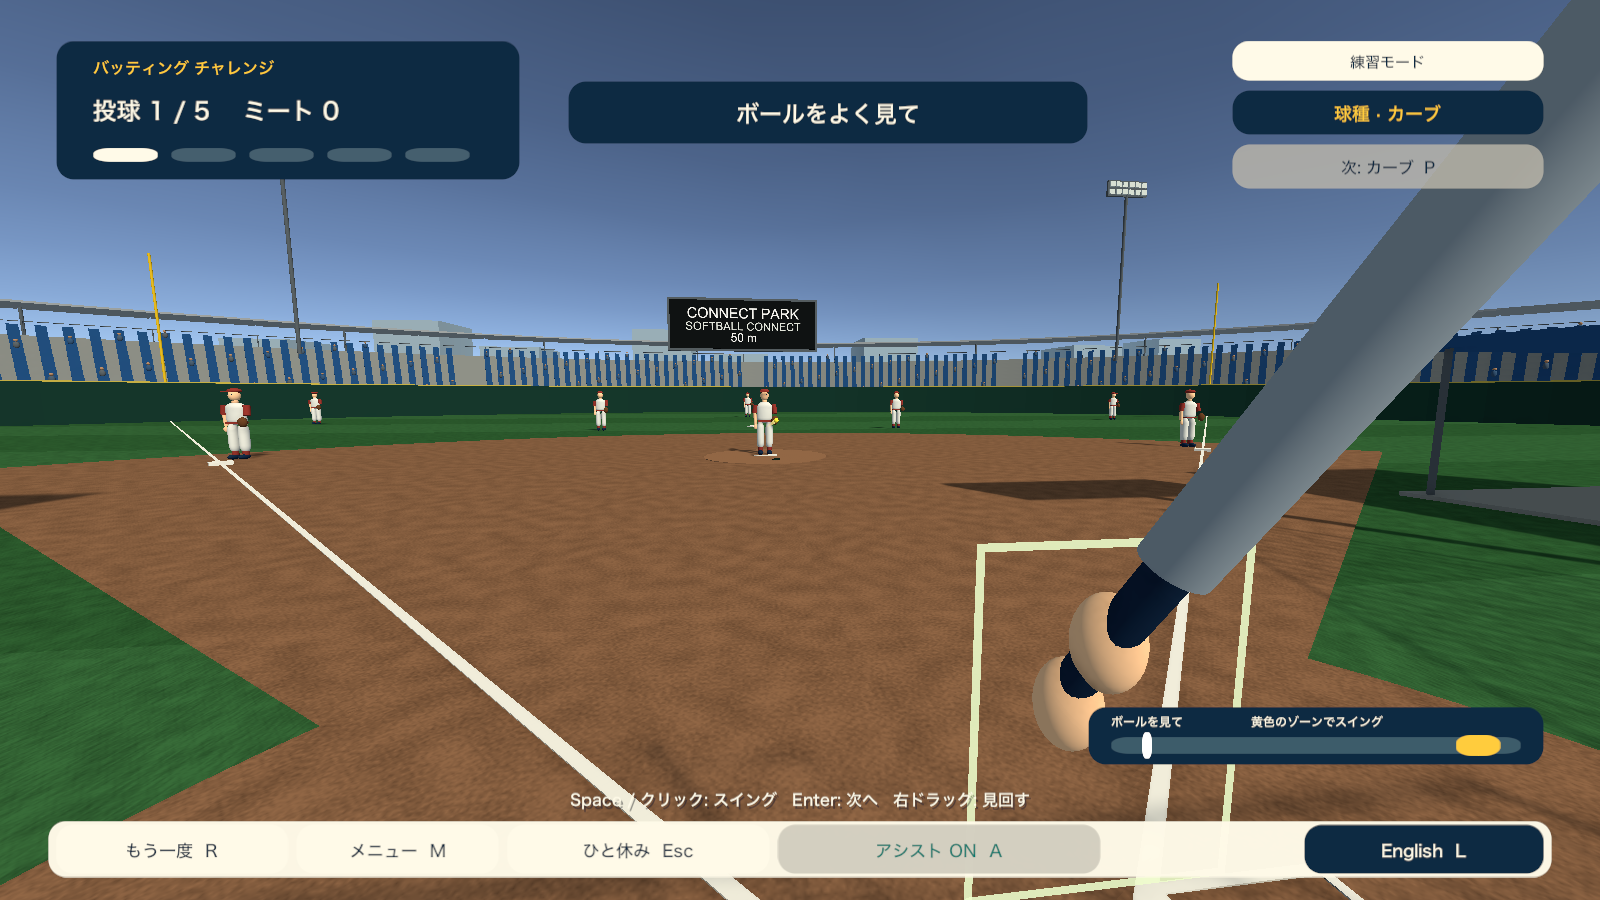 バッティング チャレンジ
投球 1 / 5 ミート 0
ボールをよく見て
練習モード
球種 · カーブ
次: カーブ P
CONNECT PARK
SOFTBALL CONNECT
50 m
ボールを見て 黄色のゾーンでスイング
Space / クリック: スイング Enter: 次へ 右ドラッグ: 見回す
もう一度 R
メニュー M
ひと休み Esc
アシスト ON A
English L